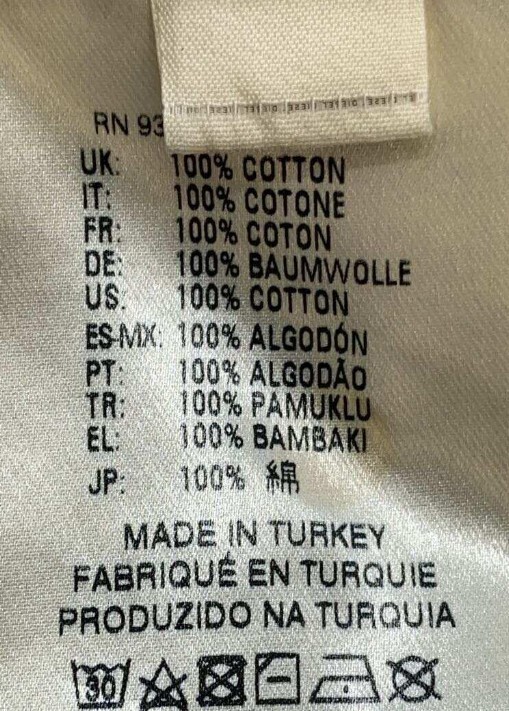 RN 93
UK: 100% COTTON
IT: 100% COTONE
FR: 100% COTON
DE: 100% BAUMWOLLE
US: 100% COTTON
ES-MX: 100% ALGODÓN
PT: 100% ALGODÃO
TR: 100% PAMUKLU
EL: 100% BAMBAKI
JP: 100% 綿
MADE IN TURKEY
FABRIQUÉ EN TURQUIE
PRODUZIDO NA TURQUIA
30